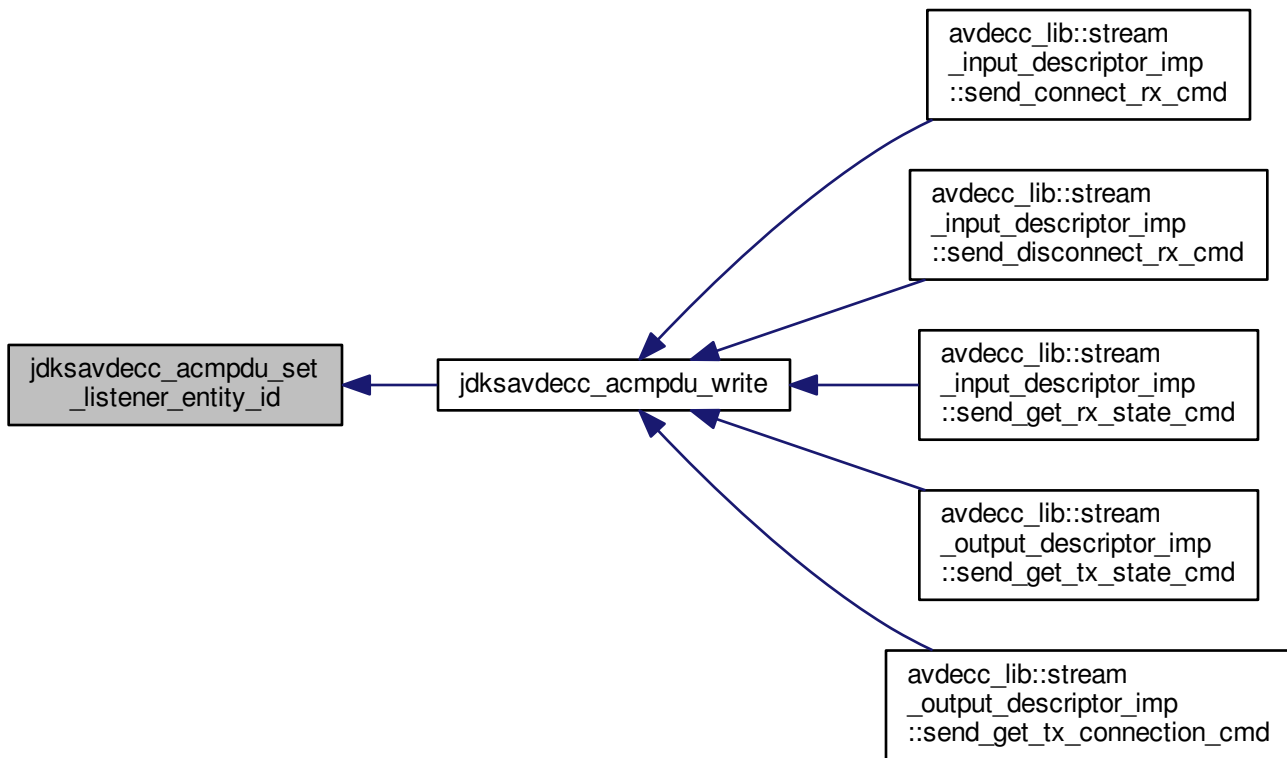 avdecc_lib::stream
_input_descriptor_imp
::send_connect_rx_cmd
avdecc_lib::stream
_input_descriptor_imp
::send_disconnect_rx_cmd
jdksavdecc_acmpdu_set
_listener_entity_id
jdksavdecc_acmpdu_write
avdecc_lib::stream
_input_descriptor_imp
::send_get_rx_state_cmd
avdecc_lib::stream
_output_descriptor_imp
::send_get_tx_state_cmd
avdecc_lib::stream
_output_descriptor_imp
::send_get_tx_connection_cmd